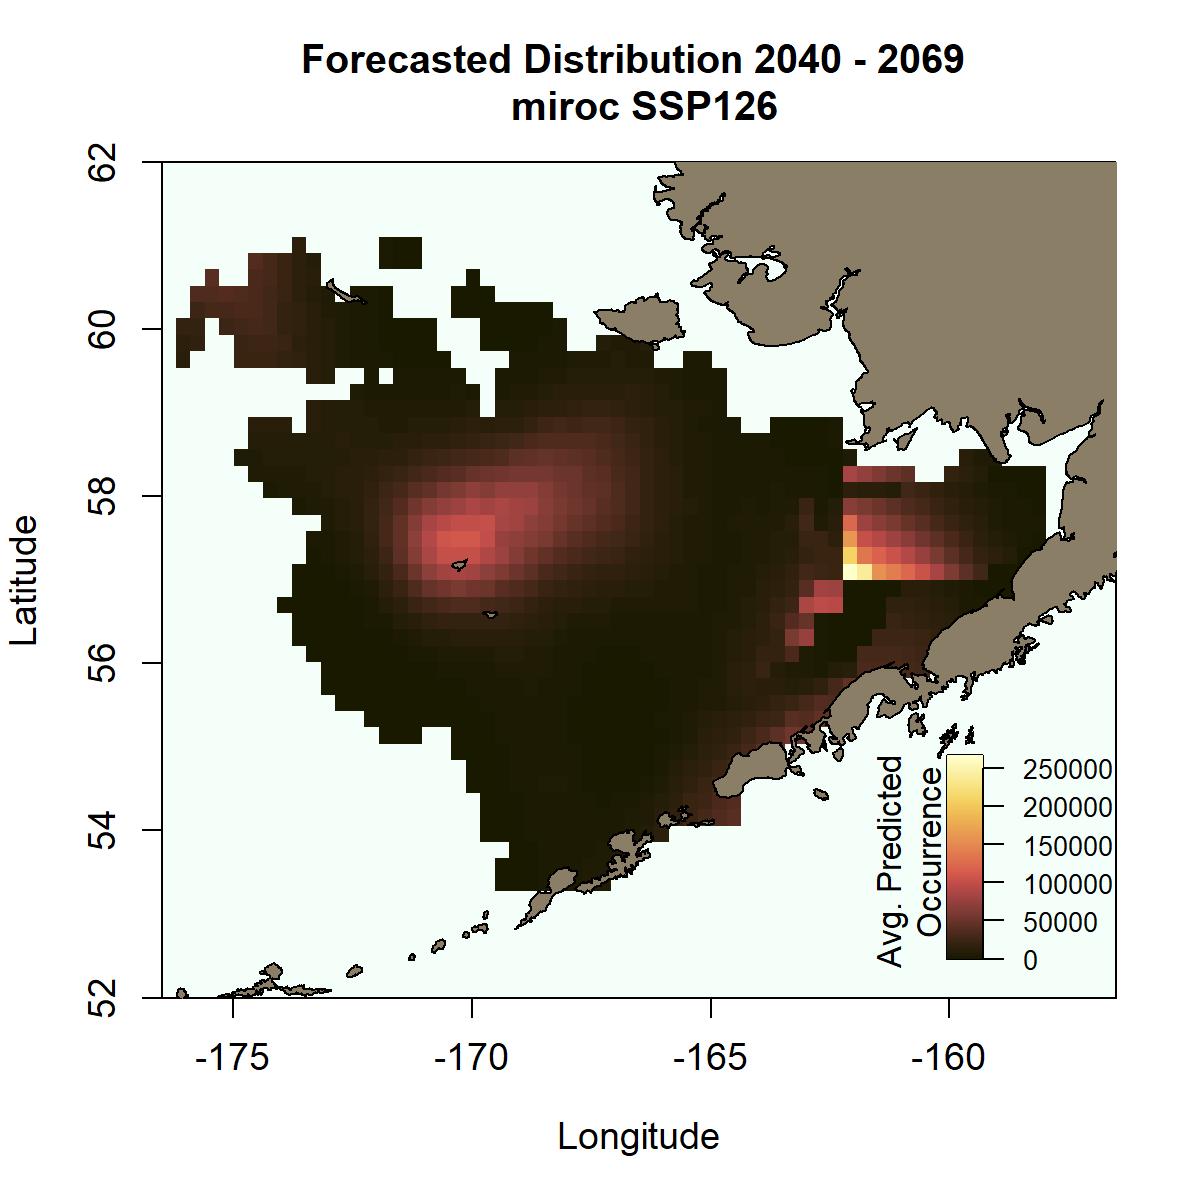 Forecasted Distribution 2040 - 2069
miroc SSP126
62
60
58
56
54
52
Latitude
-175
-170
-165
-160
Longitude
Avg. Predicted
Occurrence
250000
200000
150000
100000
50000
0